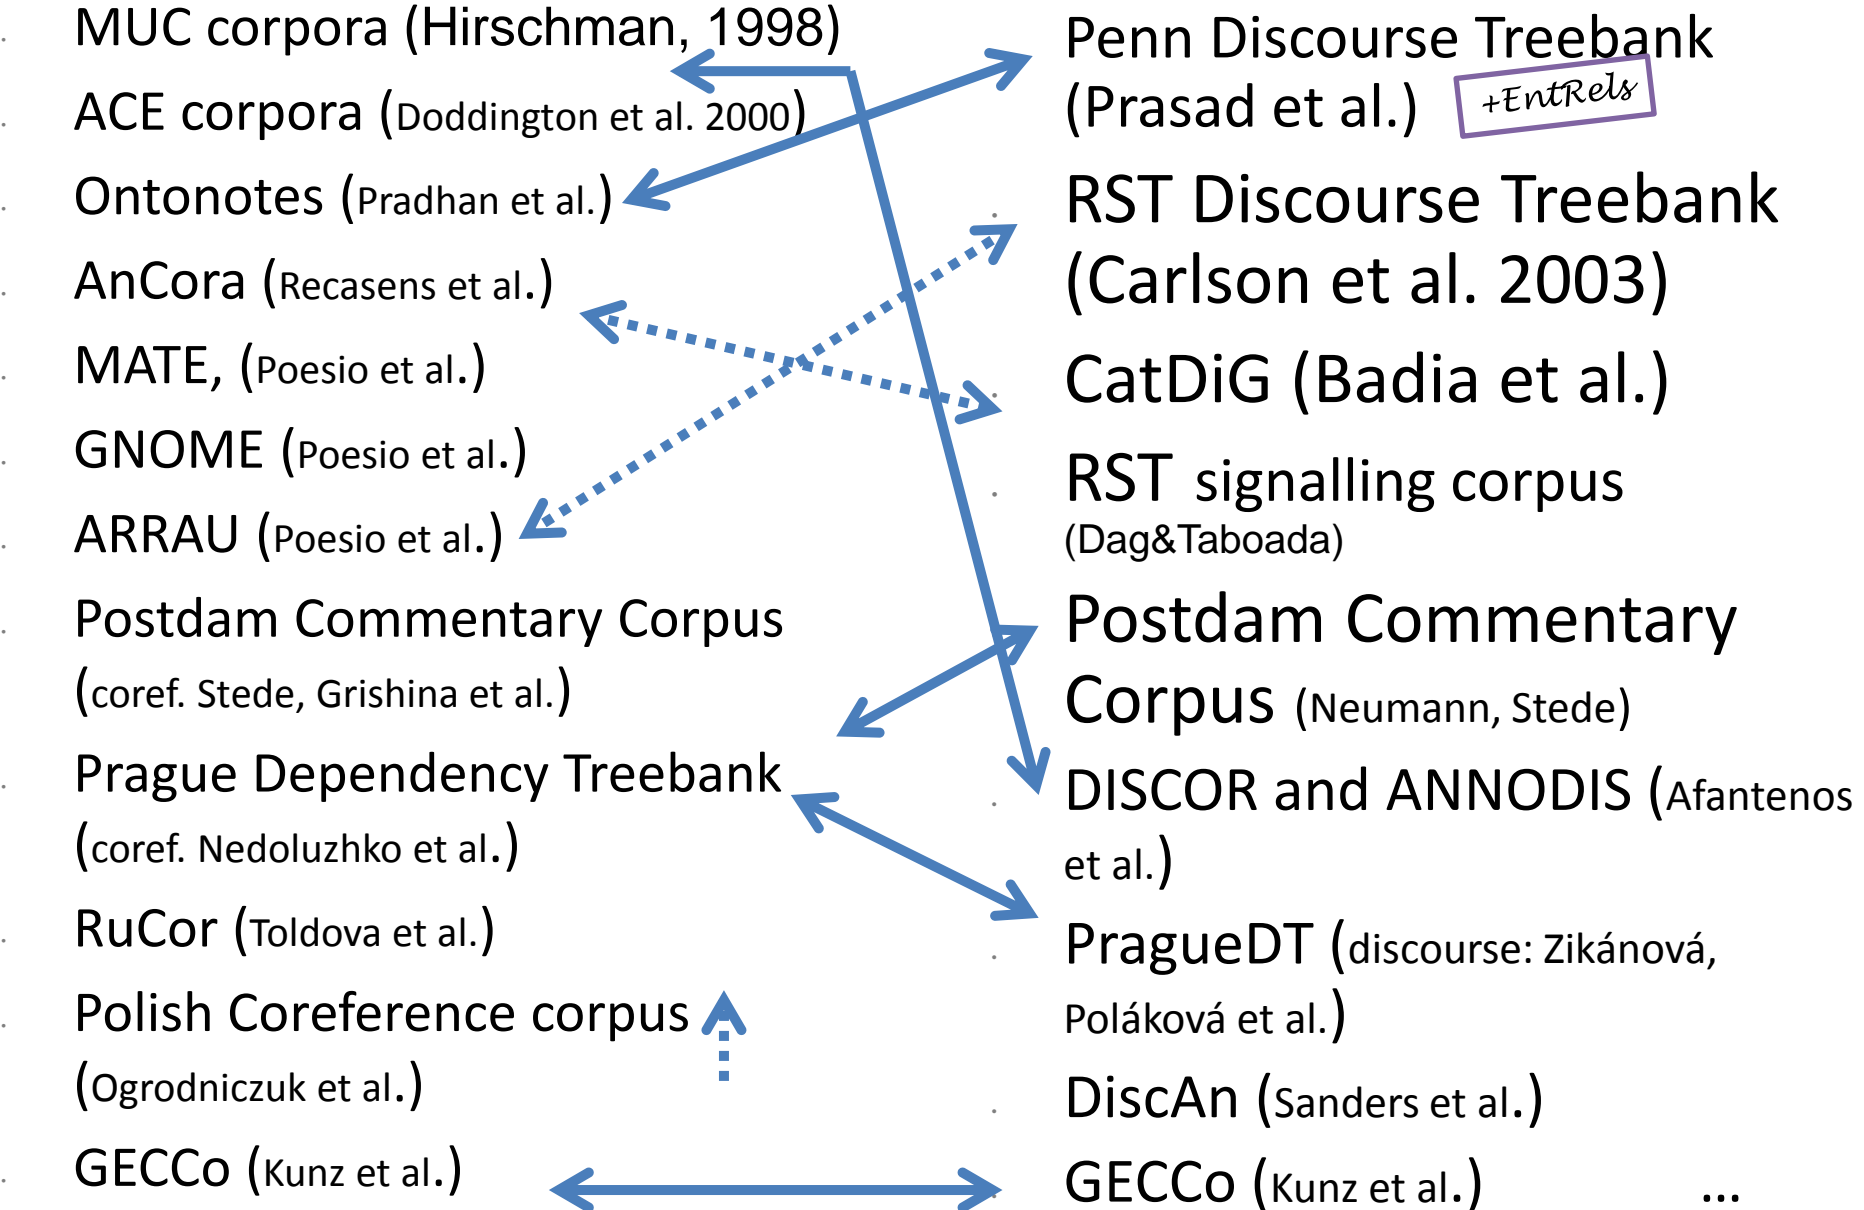 MUC corpora (Hirschman, 1998)
ACE corpora (Doddington et al. 2000)
Ontonotes (Pradhan et al.)
AnCora (Recasens et al.)
MATE, (Poesio et al.)
GNOME (Poesio et al.)
ARRAU (Poesio et al.)
Postdam Commentary Corpus
(coref. Stede, Grishina et al.)
Prague Dependency Treebank
(coref. Nedoluzhko et al.)
RuCor (Toldova et al.)
Polish Coreference corpus
(Ogrodniczuk et al.)
GECCo (Kunz et al.)
Penn Discourse Treebank
(Prasad et al.)
+EntRels
RST Discourse Treebank
(Carlson et al. 2003)
CatDiG (Badia et al.)
RST signalling corpus
(Dag&Taboada)
Postdam Commentary
Corpus (Neumann, Stede)
DISCOR and ANNODIS (Afantenos
et al.)
PragueDT (discourse: Zikánová,
Poláková et al.)
DiscAn (Sanders et al.)
GECCo (Kunz et al.) ...